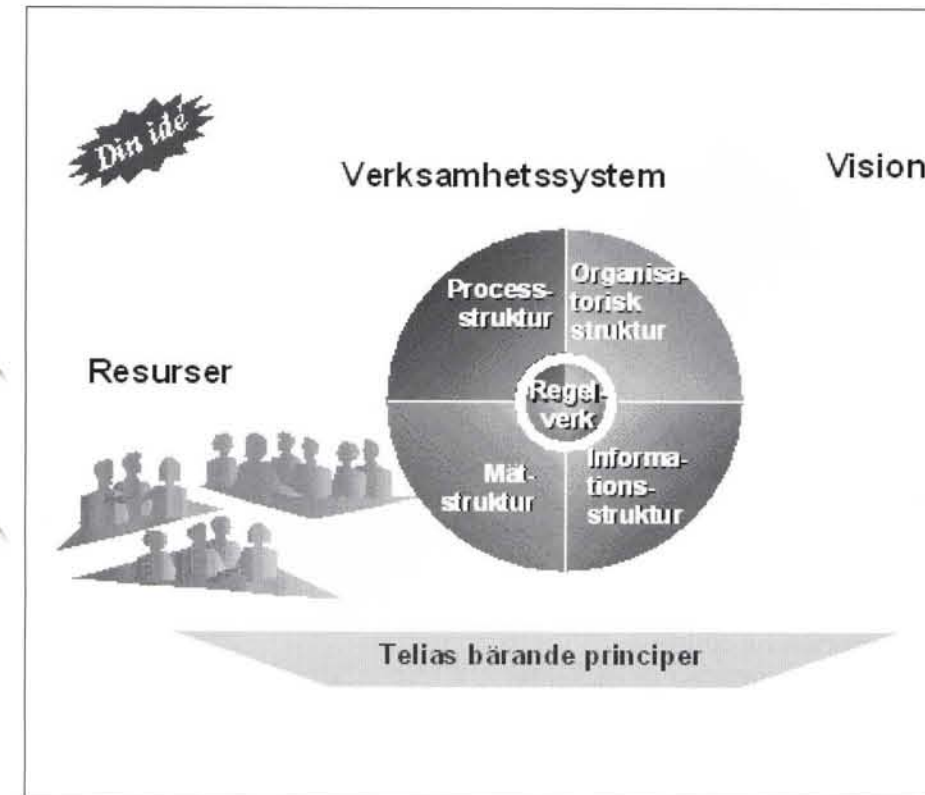 Din idé
Verksamhetssystem
Vision
Process-
struktur
Organisa-
torisk
struktur
Resurser
Regel-
verk
Mät-
struktur
Informa-
tions-
struktur
Telias bärande principer